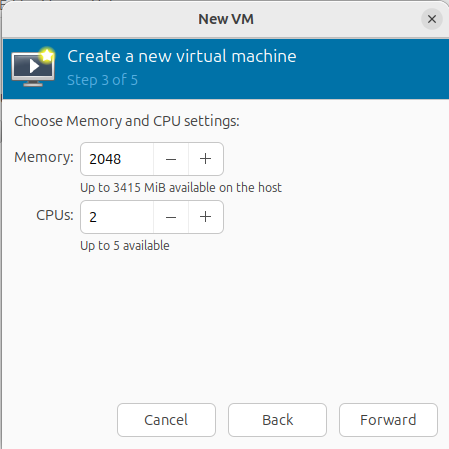 New VM
Create a new virtual machine
Step 3 of 5
Choose Memory and CPU settings:
Memory: 2048 − +
Up to 3415 MiB available on the host
CPUs: 2 − +
Up to 5 available
Cancel Back Forward